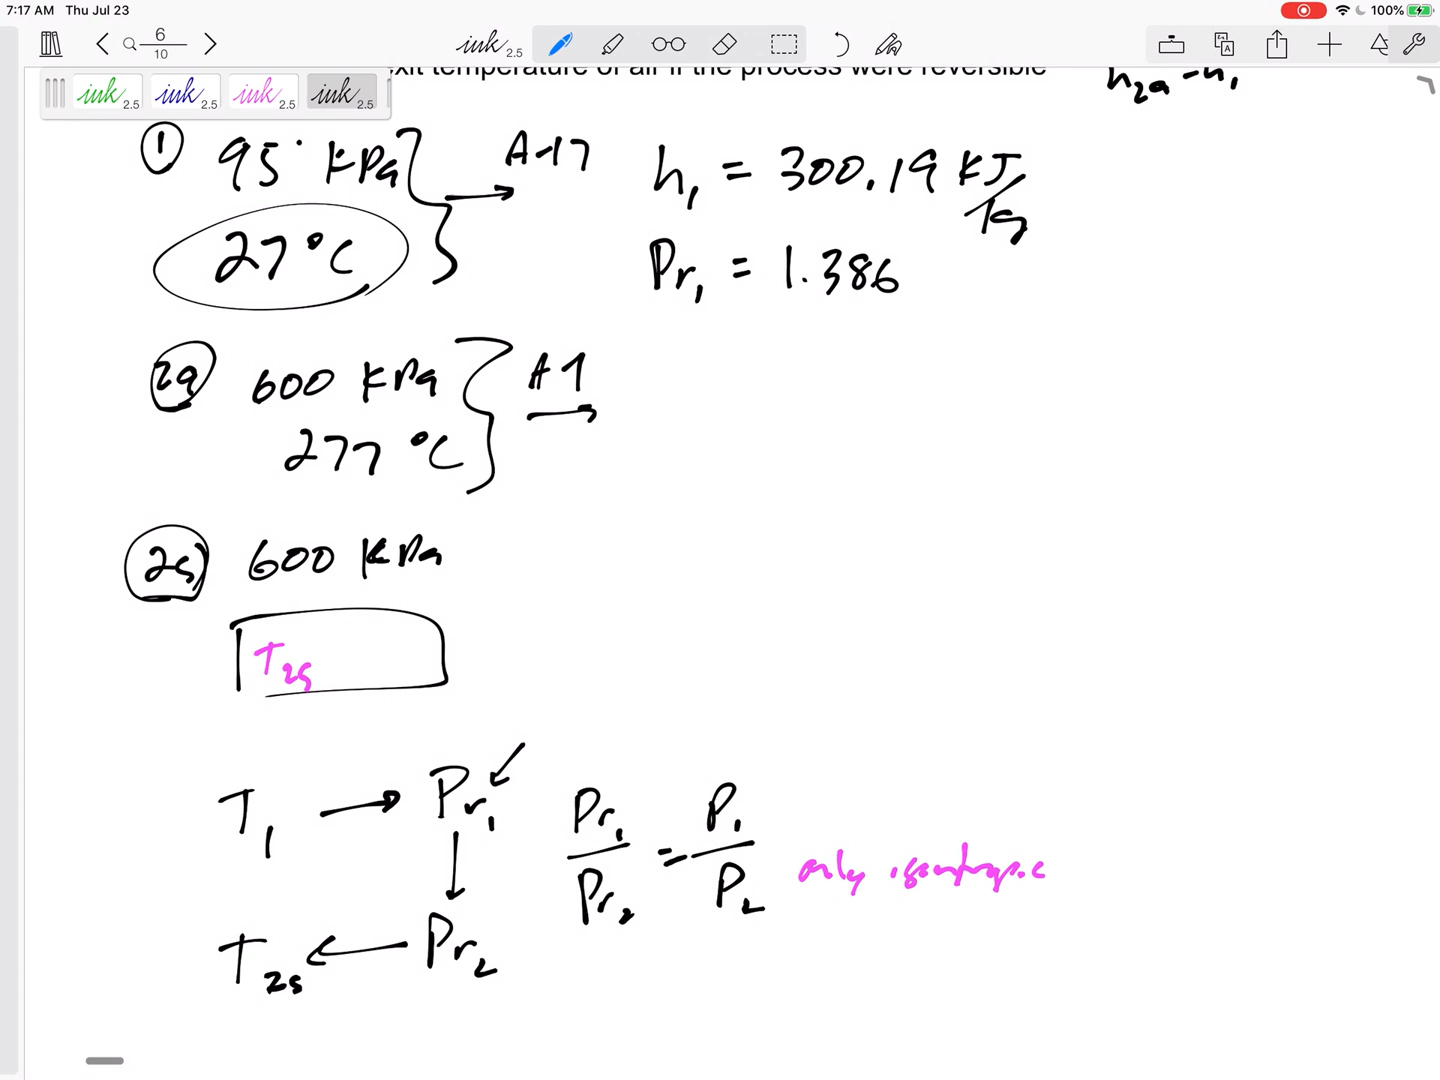 7:17 AM Thu Jul 23
100%
6
10
ink 2.5
ink 2.5 ink 2.5 ink 2.5 ink 2.5
exit temperature of air if the process were reversible
h2a - h1
1 95 kPa A-17 h1 = 300.19 kJ/kg
27°C Pr1 = 1.386
2a 600 kPa A 1
277 °C
2s 600 kPa
T2s
T1 → Pr1 Pr1/Pr2 = P1/P2 only isentropic
T2s ← Pr2